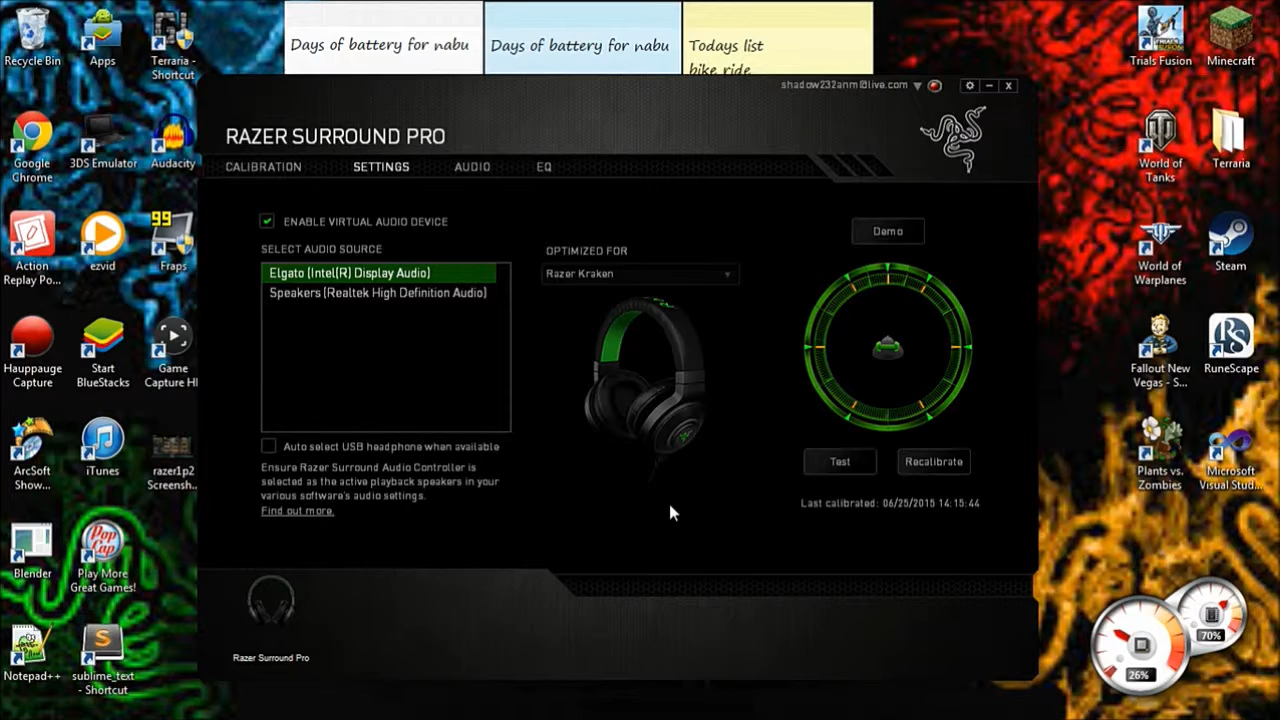 Days of battery for nabu
Days of battery for nabu
Todays list
bike ride
Recycle Bin
Apps
Terraria -
Shortcut
Google
Chrome
3DS Emulator
Audacity
Action
Replay Po...
ezvid
99
Fraps
Hauppauge
Capture
Start
BlueStacks
Game
Capture H
ArcSoft
Show...
iTunes
razer1p2
Screensh...
Blender
Pop
Cap
Play More
Great Games!
Notepad++
sublime_text
- Shortcut
shadow232anm@live.com
x
RAZER SURROUND PRO
CALIBRATION
SETTINGS
AUDIO
EQ
ENABLE VIRTUAL AUDIO DEVICE
SELECT AUDIO SOURCE
Elgato (Intel(R) Display Audio)
Speakers (Realtek High Definition Audio)
Auto select USB headphone when available
Ensure Razer Surround Audio Controller is
selected as the active playback speakers in your
various software's audio settings.
Find out more.
OPTIMIZED FOR
Razer Kraken
Demo
Test
Recalibrate
Last calibrated: 06/25/2015 14:15:44
Razer Surround Pro
Trials Fusion
Minecraft
World of
Tanks
Terraria
World of
Warplanes
Steam
Fallout New
Vegas - S...
RS
RuneScape
Plants vs.
Zombies
Microsoft
Visual Stud...
70%
26%